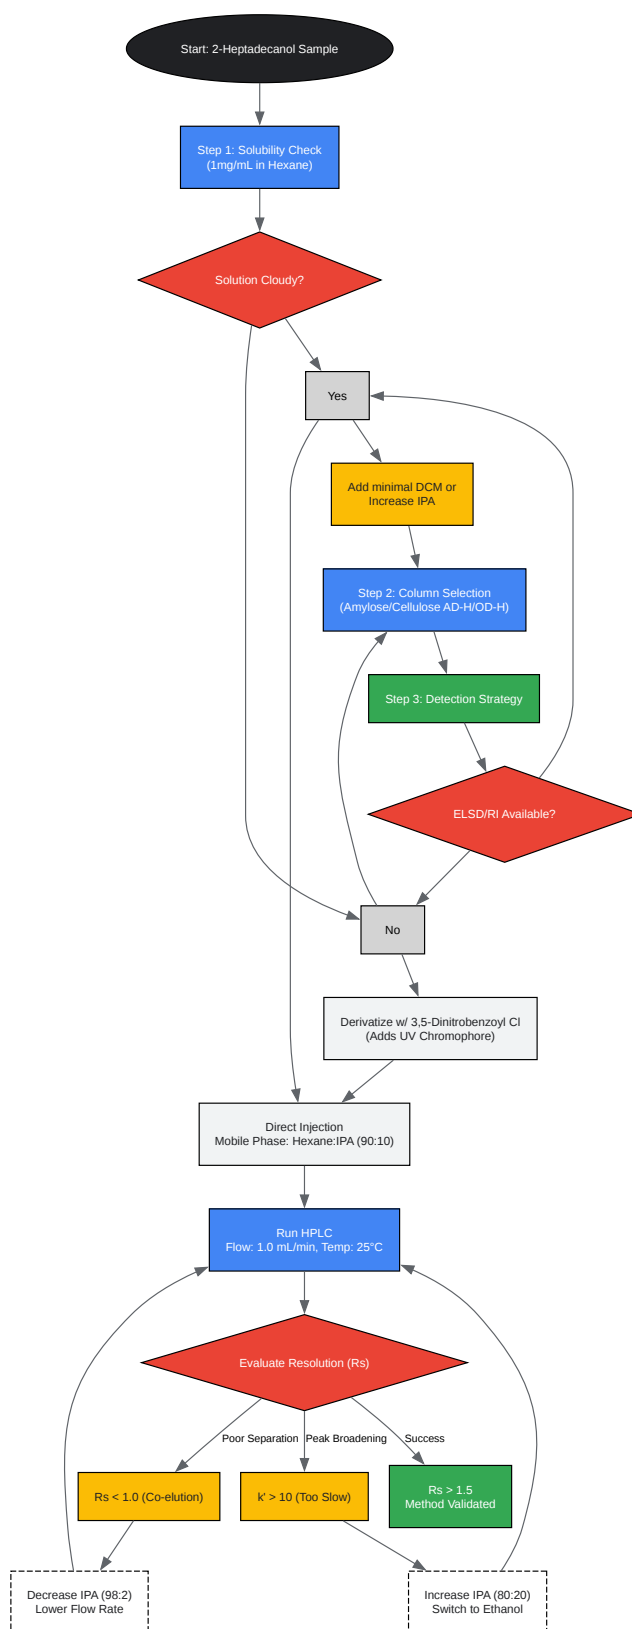 Start: 2-Heptadecanol Sample
Step 1: Solubility Check
(1mg/mL in Hexane)
Solution Cloudy?
Yes
Add minimal DCM or
Increase IPA
Step 2: Column Selection
(Amylose/Cellulose AD-H/OD-H)
Step 3: Detection Strategy
ELSD/RI Available?
No
Derivatize w/ 3,5-Dinitrobenzoyl Cl
(Adds UV Chromophore)
Direct Injection
Mobile Phase: Hexane:IPA (90:10)
Run HPLC
Flow: 1.0 mL/min, Temp: 25°C
Evaluate Resolution (Rs)
Poor Separation
Peak Broadening
Success
Rs < 1.0 (Co-elution)
k' > 10 (Too Slow)
Rs > 1.5
Method Validated
Decrease IPA (98:2)
Lower Flow Rate
Increase IPA (80:20)
Switch to Ethanol